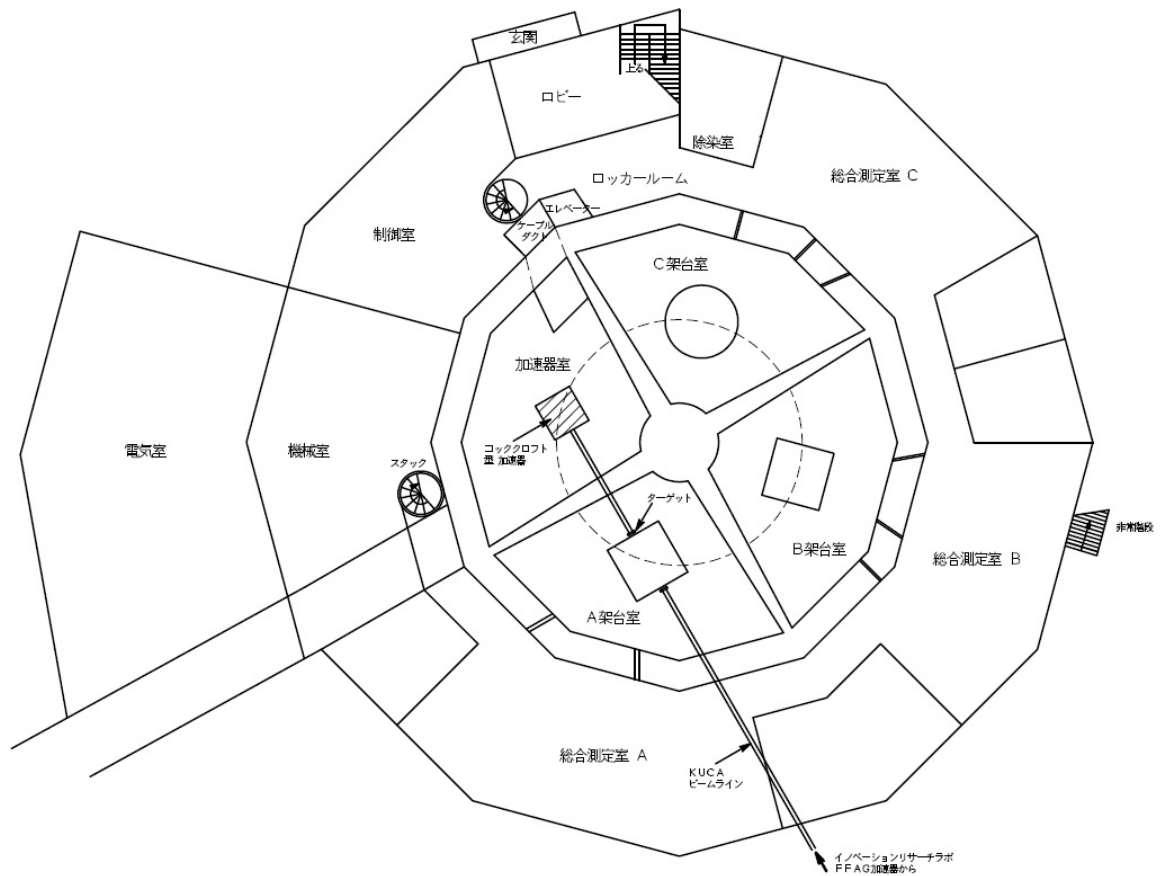 玄関
上る
ロビー
除染室
総合測定室 C
ロッカールーム
エレベーター
ケーブル
ダクト
制御室
C架台室
加速器室
コッククロフト
型 加速器
電気室
機械室
スタック
ターゲット
非常階段
B架台室
総合測定室 B
A架台室
総合測定室 A
KUCA
ビームライン
イノベーションリサーチラボ
FFAG加速器から